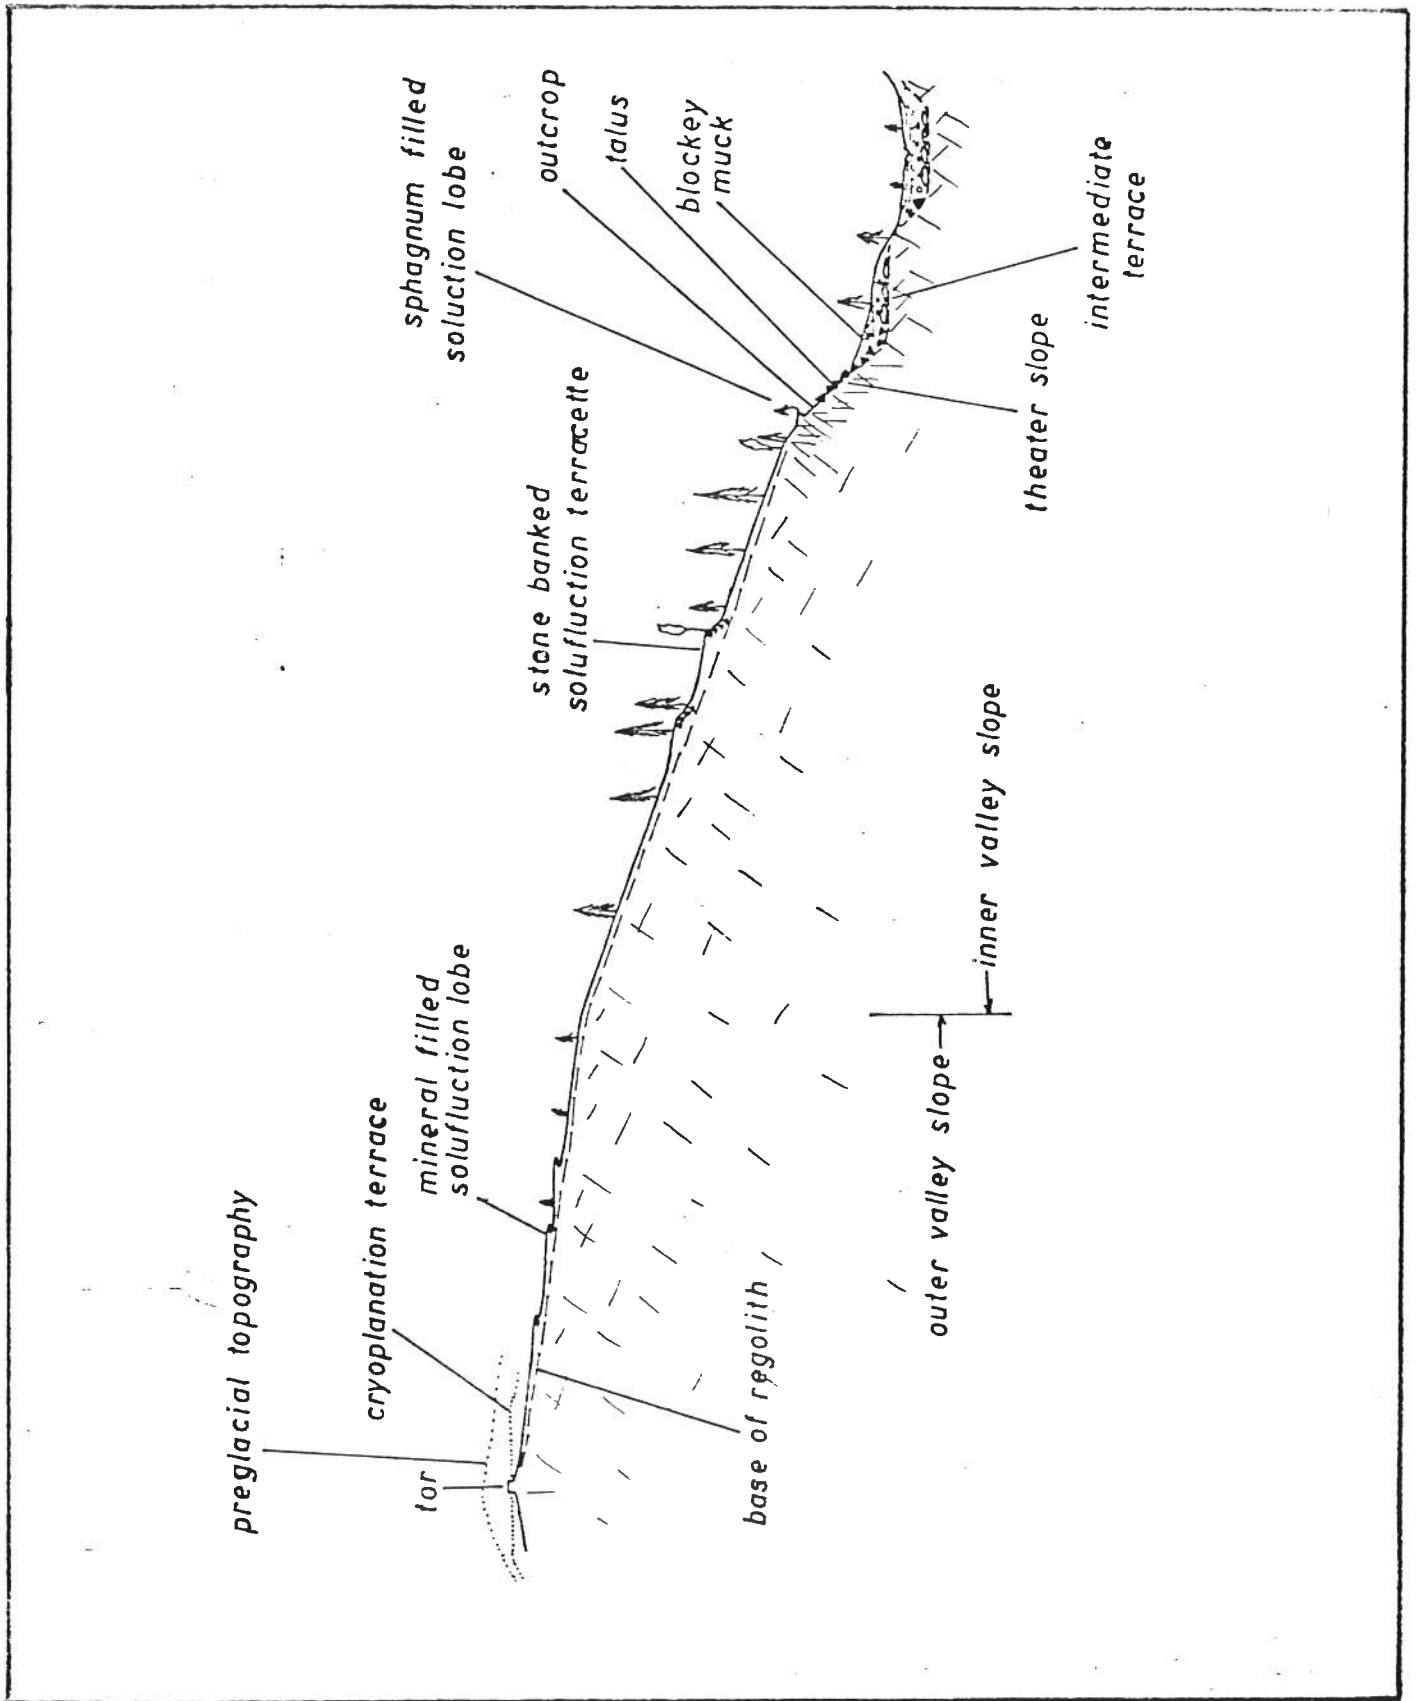 preglacial topography
tor
cryoplanation terrace
mineral filled
solufluction lobe
stone banked
solufluction terracette
sphagnum filled
soluction lobe
outcrop
talus
blockey
muck
base of regolith
outer valley slope
inner valley slope
theater slope
intermediate
terrace